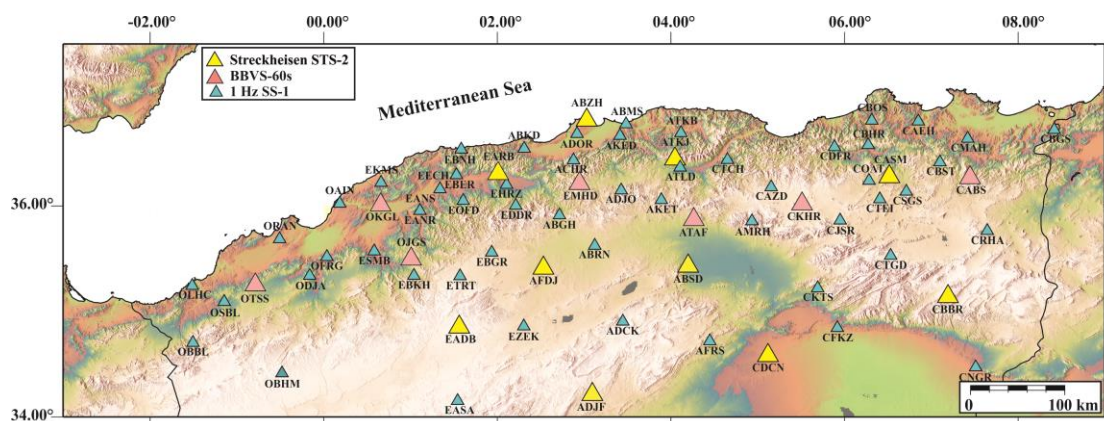 -02.00° 00.00° 02.00° 04.00° 06.00° 08.00°
Streckheisen STS-2
BBVS-60s
1 Hz SS-1
Mediterranean Sea
ABZH
ABMS
CBOS
ATKB
CAEH
CBGS
ADOR
AKED
ATKJ
CBHR
CMAH
ABKD
EBNH
CDFR
EARB
ACHR
CTCH
CASM
CBST
EECH
EBER
ATLD
COAT
EKMS
EMHD
CAZD
CABS
OAIN
EANS
EHRZ
ADJO
CSGS
OKGL
EOFD
EDDR
AKET
CKHR
CTEI
36.00°
EANR
ABGH
ATAF
AMRH
CJSR
ORAN
OJGS
CRHA
OFRG
ESMB
EBGR
ABRN
CTGD
ODJA
EBKH
ETRT
AFDJ
ABSD
OLHC
OTSS
CKTS
OSBL
CBBR
EADB
EZEK
ADCK
CFKZ
OBBL
AFRS
CDCN
OBHM
CNGR
EASA
ADJF
0 100 km
34.00°